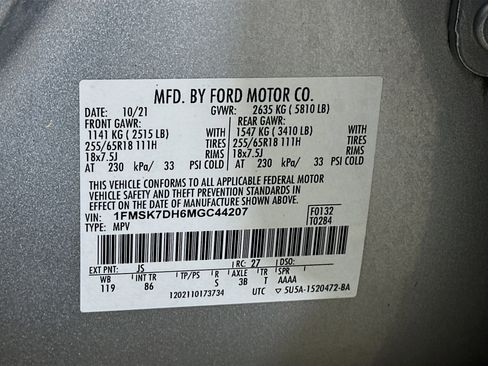 MFD. BY FORD MOTOR CO.
DATE: 10/21 GVWR: 2635 KG ( 5810 LB)
FRONT GAWR: REAR GAWR:
1141 KG ( 2515 LB) WITH 1547 KG ( 3410 LB) WITH
255/65R18 111H TIRES 255/65R18 111H TIRES
18x7.5J RIMS 18x7.5J RIMS
AT 230 kPa/ 33 PSI COLD AT 230 kPa/ 33 PSI COLD
THIS VEHICLE CONFORMS TO ALL APPLICABLE FEDERAL MOTOR
VEHICLE SAFETY AND THEFT PREVENTION STANDARDS IN
EFFECT ON THE DATE OF MANUFACTURE SHOWN ABOVE.
VIN: 1FMSK7DH6MGC44207 F0132
TYPE: MPV T0284
EXT PNT: JS RC: 27 DSO:
WB INT TR TP/PS R AXLE TR SPR
119 86 S 3B T AAAA
1202110173734 UTC ▽ 5U5A-1520472-BA